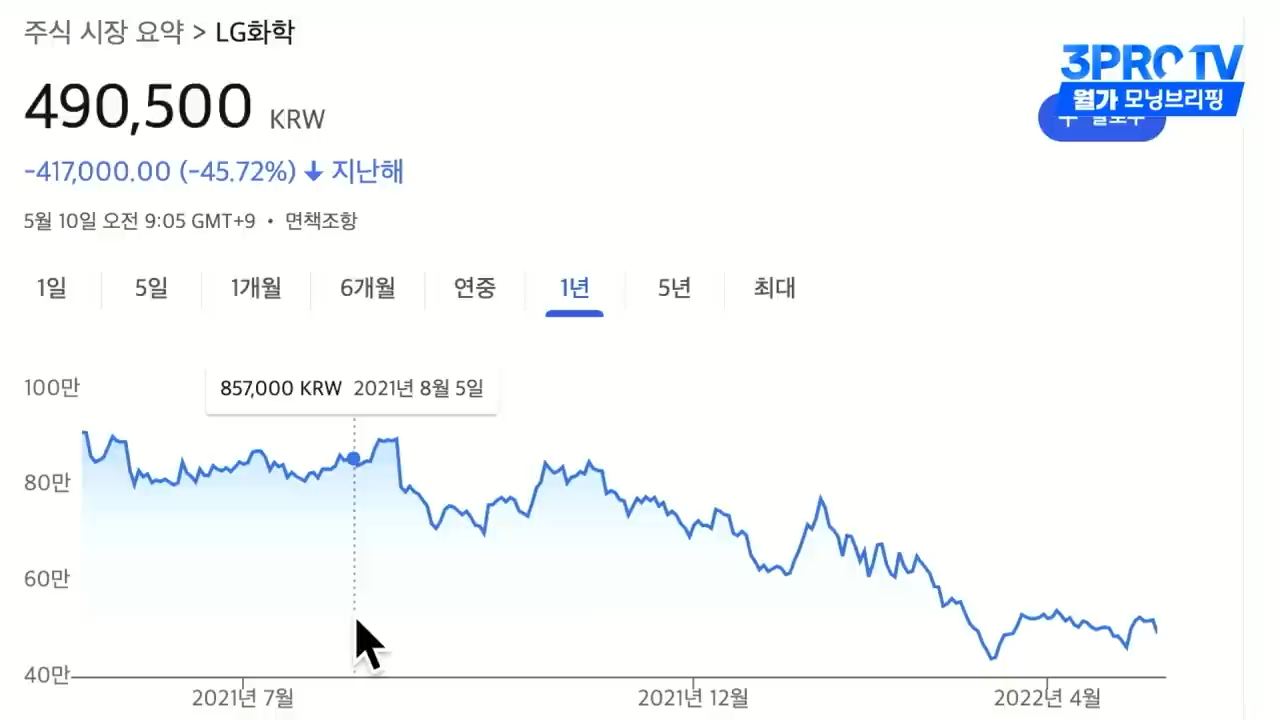 주식 시장 요약 > LG화학
3PRO TV
월가 모닝브리핑
490,500 KRW
-417,000.00 (-45.72%) ↓ 지난해
5월 10일 오전 9:05 GMT+9 • 면책조항
1일 5일 1개월 6개월 연중 1년 5년 최대
857,000 KRW 2021년 8월 5일
100만
80만
60만
40만
2021년 7월 2021년 12월 2022년 4월